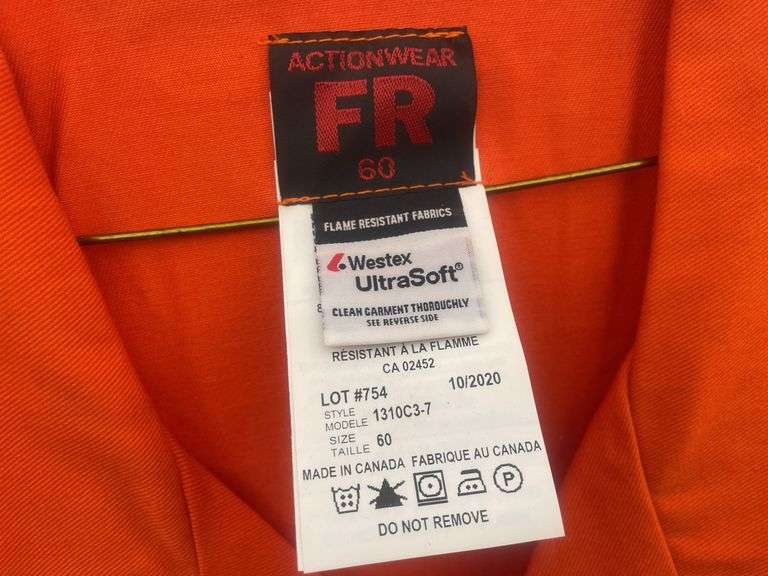 ACTIONWEAR
FR
60
FLAME RESISTANT FABRICS
Westex
UltraSoft®
CLEAN GARMENT THOROUGHLY
SEE REVERSE SIDE
RÉSISTANT À LA FLAMME
CA 02452
LOT #754 10/2020
STYLE
MODELE 1310C3-7
SIZE
TAILLE 60
MADE IN CANADA FABRIQUE AU CANADA
P
DO NOT REMOVE